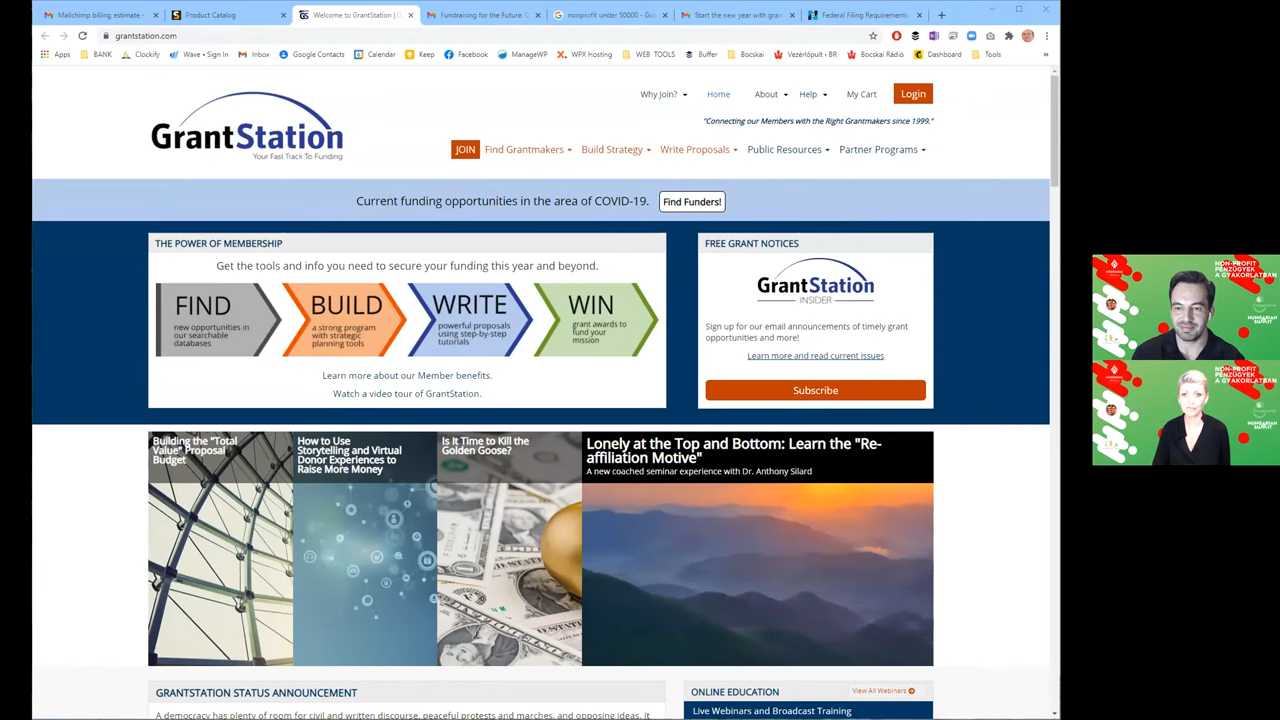 Mailchimp billing estimate -
Product Catalog
Welcome to GrantStation | G
Fundraising for the Future: G
nonprofit under 50000 - Goo
Start the new year with gran
Federal Filing Requirements
grantstation.com
Apps
BANK
Clockify
Wave • Sign In
Inbox
Google Contacts
Calendar
Keep
Facebook
ManageWP
WPX Hosting
WEB TOOLS
Buffer
Bocskai
Vezérlőpult ‹ BR
Bocskai Rádió
Dashboard
Tools
Why Join?
Home
About
Help
My Cart
Login
"Connecting our Members with the Right Grantmakers since 1999."
GrantStation
Your Fast Track To Funding
JOIN
Find Grantmakers
Build Strategy
Write Proposals
Public Resources
Partner Programs
Current funding opportunities in the area of COVID-19.
Find Funders!
THE POWER OF MEMBERSHIP
Get the tools and info you need to secure your funding this year and beyond.
FIND
new opportunities in
our searchable
databases
BUILD
a strong program
with strategic
planning tools
WRITE
powerful proposals
using step-by-step
tutorials
WIN
grant awards to
fund your
mission
Learn more about our Member benefits.
Watch a video tour of GrantStation.
FREE GRANT NOTICES
GrantStation
INSIDER
Sign up for our email announcements of timely grant
opportunities and more!
Learn more and read current issues
Subscribe
NON-PROFIT
PÉNZÜGYEK
A GYAKORLATBAN
HUNGARIAN
SUMMIT
NON-PROFIT
PÉNZÜGYEK
A GYAKORLATBAN
HUNGARIAN
SUMMIT
Building the "Total
Value" Proposal
Budget
How to Use
Storytelling and Virtual
Donor Experiences to
Raise More Money
Is It Time to Kill the
Golden Goose?
Lonely at the Top and Bottom: Learn the "Re-
affiliation Motive"
A new coached seminar experience with Dr. Anthony Silard
GRANTSTATION STATUS ANNOUNCEMENT
A democracy has plenty of room for civil and written discourse, peaceful protests and marches, and opposing ideas. It
ONLINE EDUCATION
View All Webinars
Live Webinars and Broadcast Training